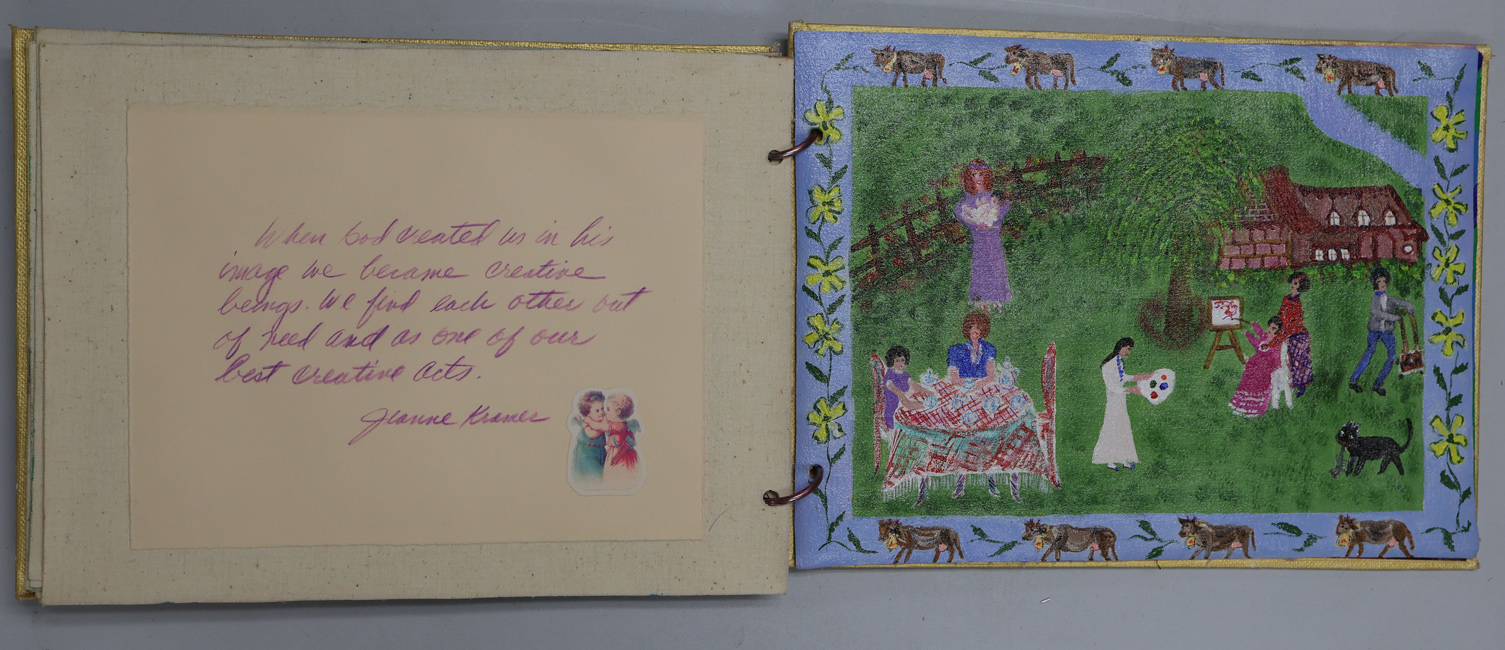 When God created us in his
image we became creative
beings. We find each other out
of need and as one of our
best creative acts.
Jeanne Kramer